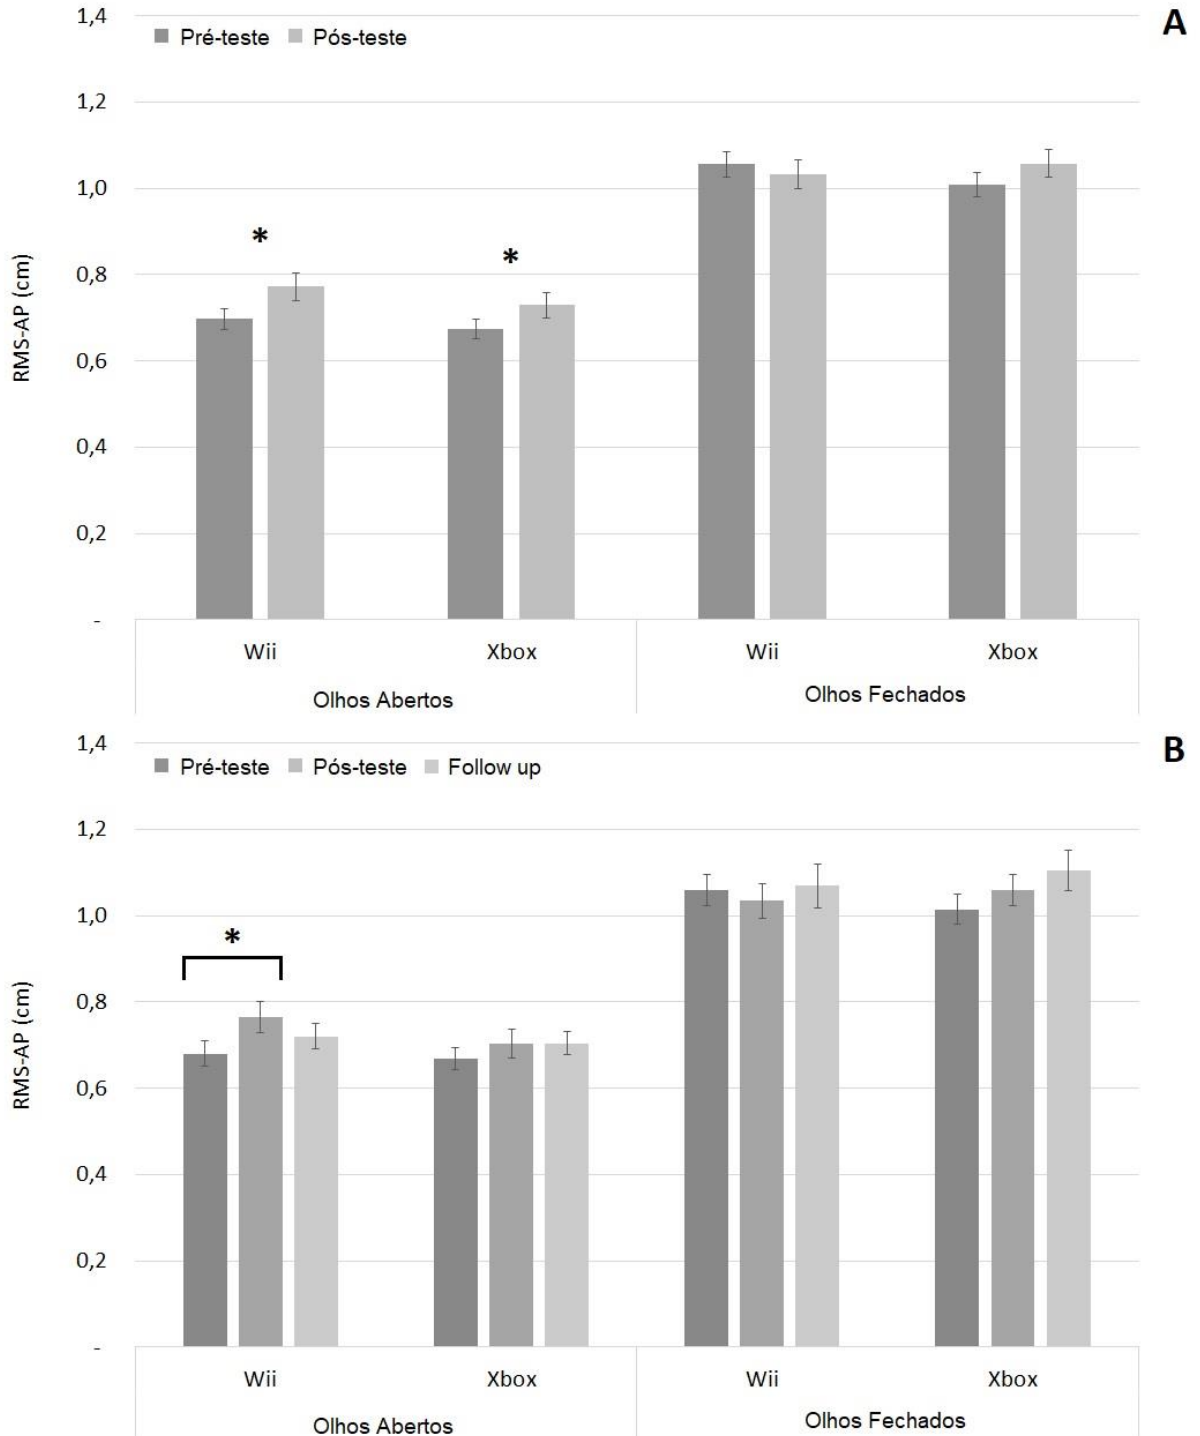 A
Pré-teste Pós-teste
1,4
1,2
1,0
0,8
0,6
0,4
0,2
-
RMS-AP (cm)
*
*
Wii Xbox Wii Xbox
Olhos Abertos Olhos Fechados
B
Pré-teste Pós-teste Follow up
1,4
1,2
1,0
0,8
0,6
0,4
0,2
-
RMS-AP (cm)
*
Wii Xbox Wii Xbox
Olhos Abertos Olhos Fechados